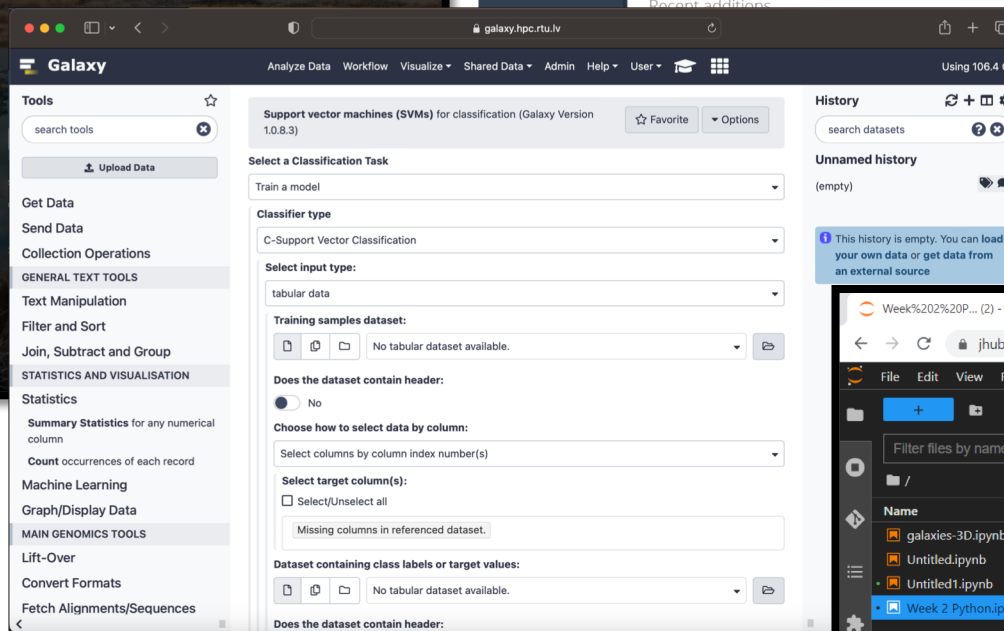 Recent additions
galaxy.hpc.rtu.lv
Galaxy
Analyze Data Workflow Visualize Shared Data Admin Help User
Using 106.4
Tools
search tools
Upload Data
Get Data
Send Data
Collection Operations
GENERAL TEXT TOOLS
Text Manipulation
Filter and Sort
Join, Subtract and Group
STATISTICS AND VISUALISATION
Statistics
Summary Statistics for any numerical
column
Count occurrences of each record
Machine Learning
Graph/Display Data
MAIN GENOMICS TOOLS
Lift-Over
Convert Formats
Fetch Alignments/Sequences
Support vector machines (SVMs) for classification (Galaxy Version
1.0.8.3)
Favorite
Options
Select a Classification Task
Train a model
Classifier type
C-Support Vector Classification
Select input type:
tabular data
Training samples dataset:
No tabular dataset available.
Does the dataset contain header:
No
Choose how to select data by column:
Select columns by column index number(s)
Select target column(s):
Select/Unselect all
Missing columns in referenced dataset.
Dataset containing class labels or target values:
No tabular dataset available.
Does the dataset contain header:
History
search datasets
Unnamed history
(empty)
This history is empty. You can load
your own data or get data from
an external source
Week%202%20P... (2) -
jhub
File Edit View
Filter files by name
/
Name
galaxies-3D.ipynb
Untitled.ipynb
Untitled1.ipynb
Week 2 Python.ip